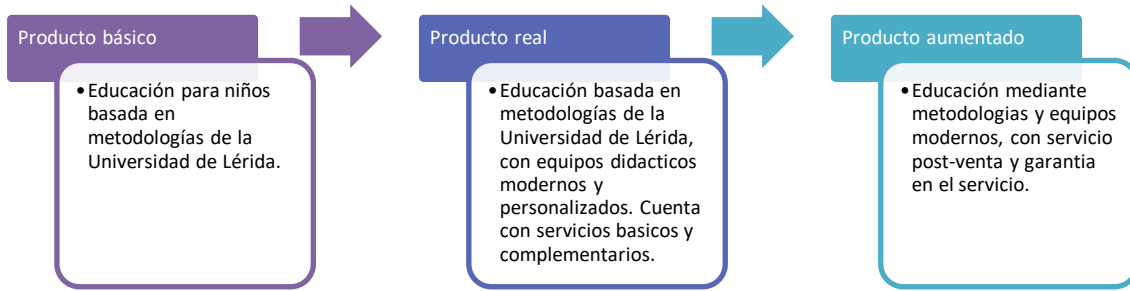 Producto básico
•Educación para niños
basada en
metodologías de la
Universidad de Lérida.
Producto real
•Educación basada en
metodologías de la
Universidad de Lérida,
con equipos didacticos
modernos y
personalizados. Cuenta
con servicios basicos y
complementarios.
Producto aumentado
•Educación mediante
metodologias y equipos
modernos, con servicio
post-venta y garantia
en el servicio.